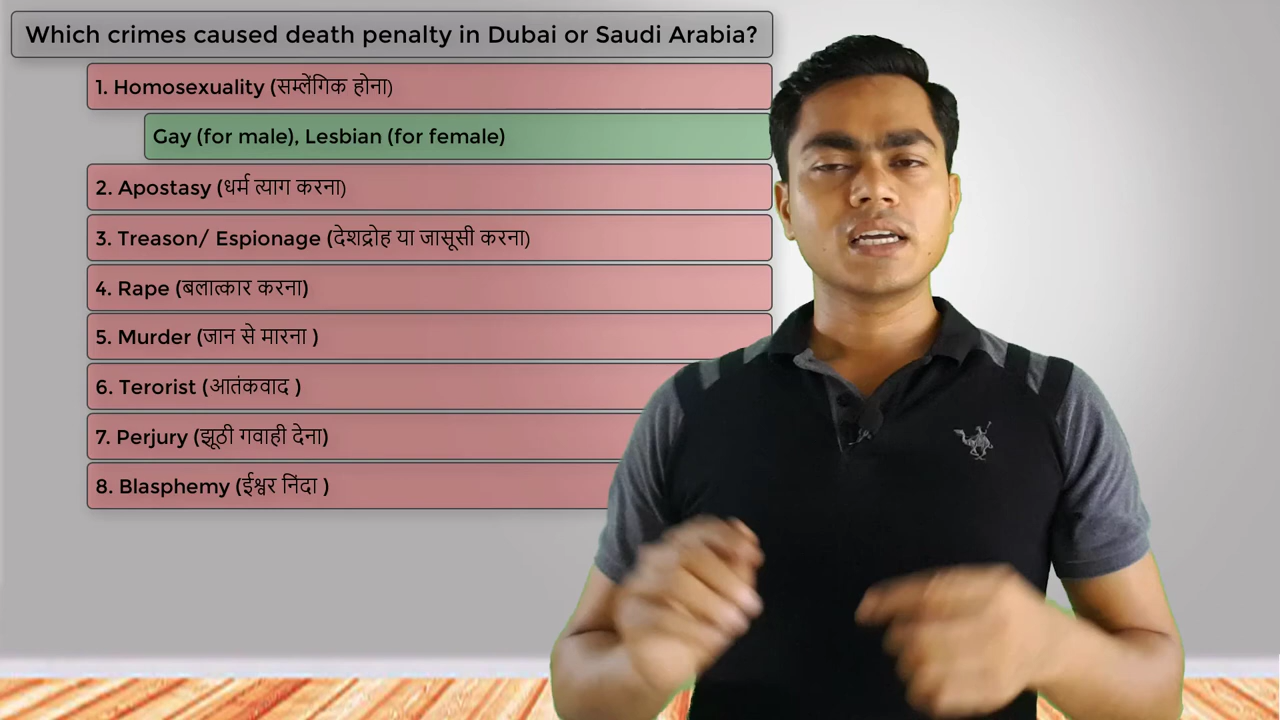 Which crimes caused death penalty in Dubai or Saudi Arabia?
1. Homosexuality (सम्लेंगिक होना)
Gay (for male), Lesbian (for female)
2. Apostasy (धर्म त्याग करना)
3. Treason/ Espionage (देशद्रोह या जासूसी करना)
4. Rape (बलात्कार करना)
5. Murder (जान से मारना )
6. Terorist (आतंकवाद )
7. Perjury (झूठी गवाही देना)
8. Blasphemy (ईश्वर निंदा )